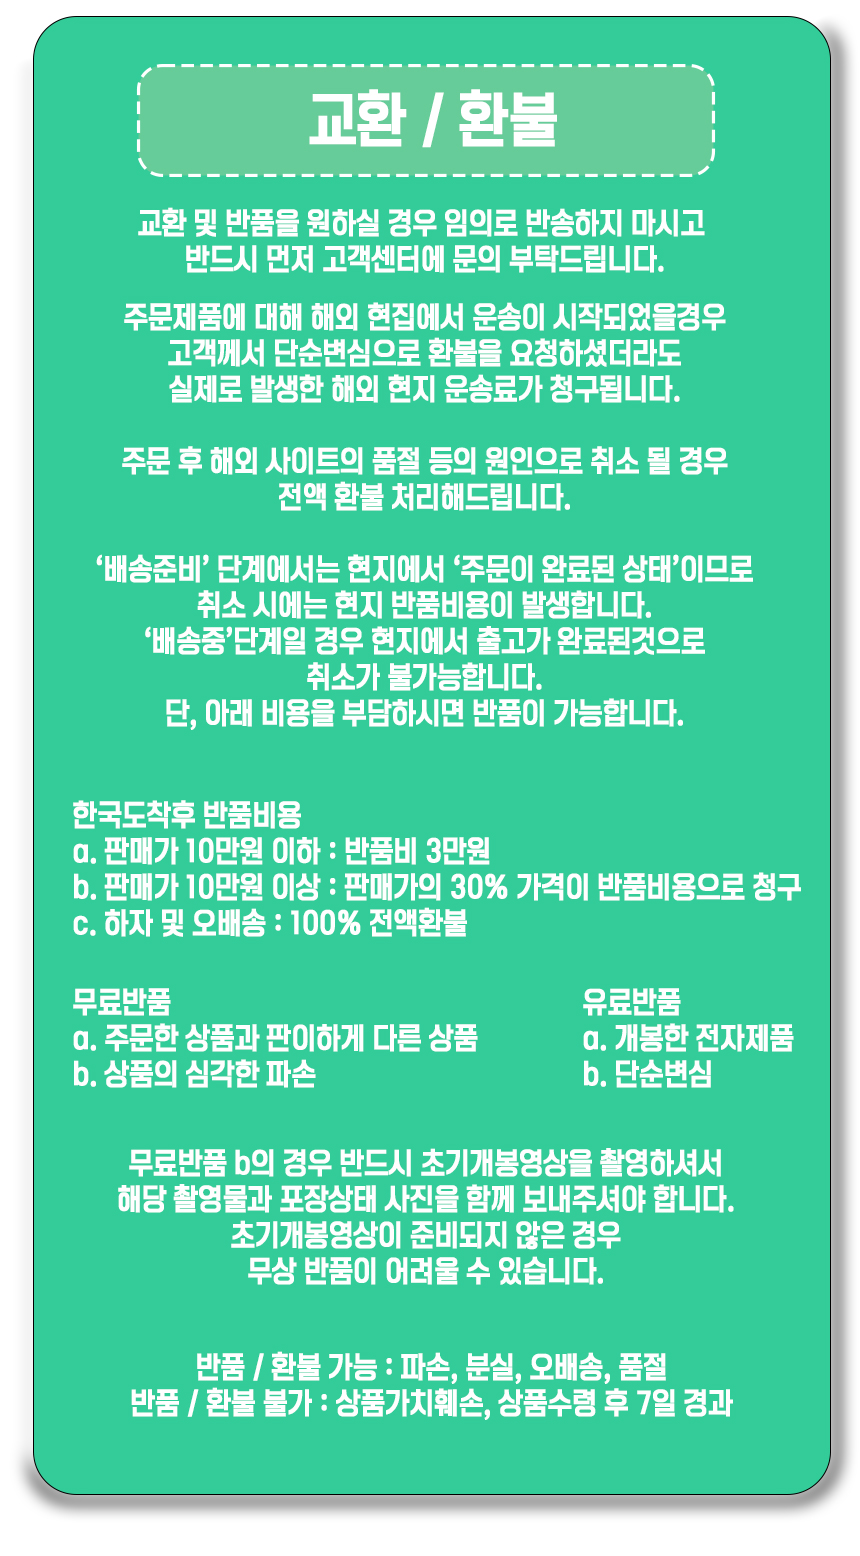 교환 / 환불
교환 및 반품을 원하실 경우 임의로 반송하지 마시고
반드시 먼저 고객센터에 문의 부탁드립니다.
주문제품에 대해 해외 현집에서 운송이 시작되었을경우
고객께서 단순변심으로 환불을 요청하셨더라도
실제로 발생한 해외 현지 운송료가 청구됩니다.
주문 후 해외 사이트의 품절 등의 원인으로 취소 될 경우
전액 환불 처리해드립니다.
‘배송준비’ 단계에서는 현지에서 ‘주문이 완료된 상태’이므로
취소 시에는 현지 반품비용이 발생합니다.
‘배송중’단계일 경우 현지에서 출고가 완료된것으로
취소가 불가능합니다.
단, 아래 비용을 부담하시면 반품이 가능합니다.
한국도착후 반품비용
a. 판매가 10만원 이하 : 반품비 3만원
b. 판매가 10만원 이상 : 판매가의 30% 가격이 반품비용으로 청구
c. 하자 및 오배송 : 100% 전액환불
무료반품
a. 주문한 상품과 판이하게 다른 상품
b. 상품의 심각한 파손
유료반품
a. 개봉한 전자제품
b. 단순변심
무료반품 b의 경우 반드시 초기개봉영상을 촬영하셔서
해당 촬영물과 포장상태 사진을 함께 보내주셔야 합니다.
초기개봉영상이 준비되지 않은 경우
무상 반품이 어려울 수 있습니다.
반품 / 환불 가능 : 파손, 분실, 오배송, 품절
반품 / 환불 불가 : 상품가치훼손, 상품수령 후 7일 경과